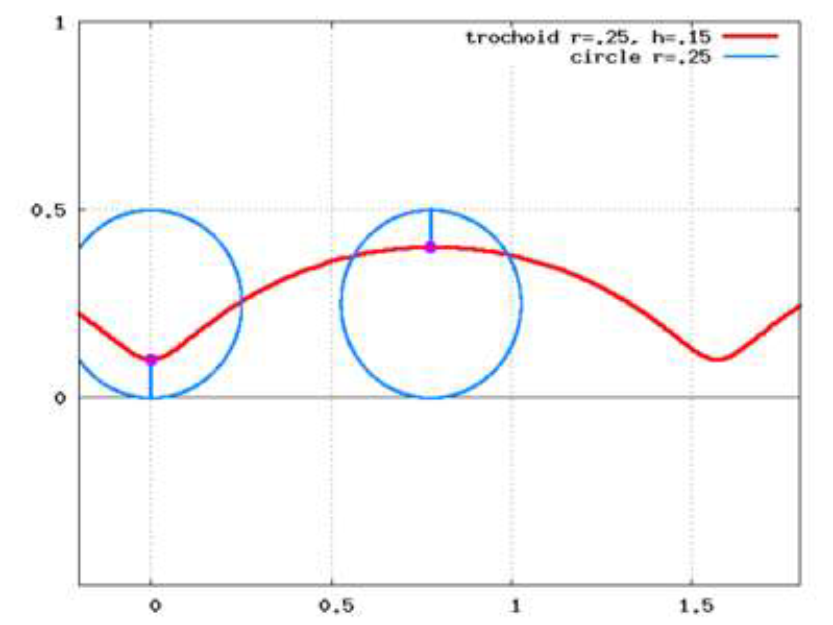 1
trochoid r=.25, h=.15
circle r=.25
0.5
0
0 0.5 1 1.5